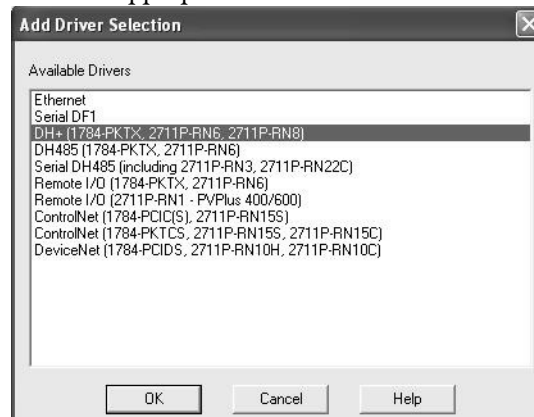 Add Driver Selection
Available Drivers
Ethernet
Serial DF1
DH+ (1784-PKTX, 2711P-RN6, 2711P-RN8)
DH485 (1784-PKTX, 2711P-RN6)
Serial DH485 (including 2711P-RN3, 2711P-RN22C)
Remote I/O (1784-PKTX, 2711P-RN6)
Remote I/O (2711P-RN1 - PVPlus 400/600)
ControlNet (1784-PCIC(S), 2711P-RN15S)
ControlNet (1784-PKTCS, 2711P-RN15S, 2711P-RN15C)
DeviceNet (1784-PCIDS, 2711P-RN10H, 2711P-RN10C)
OK Cancel Help